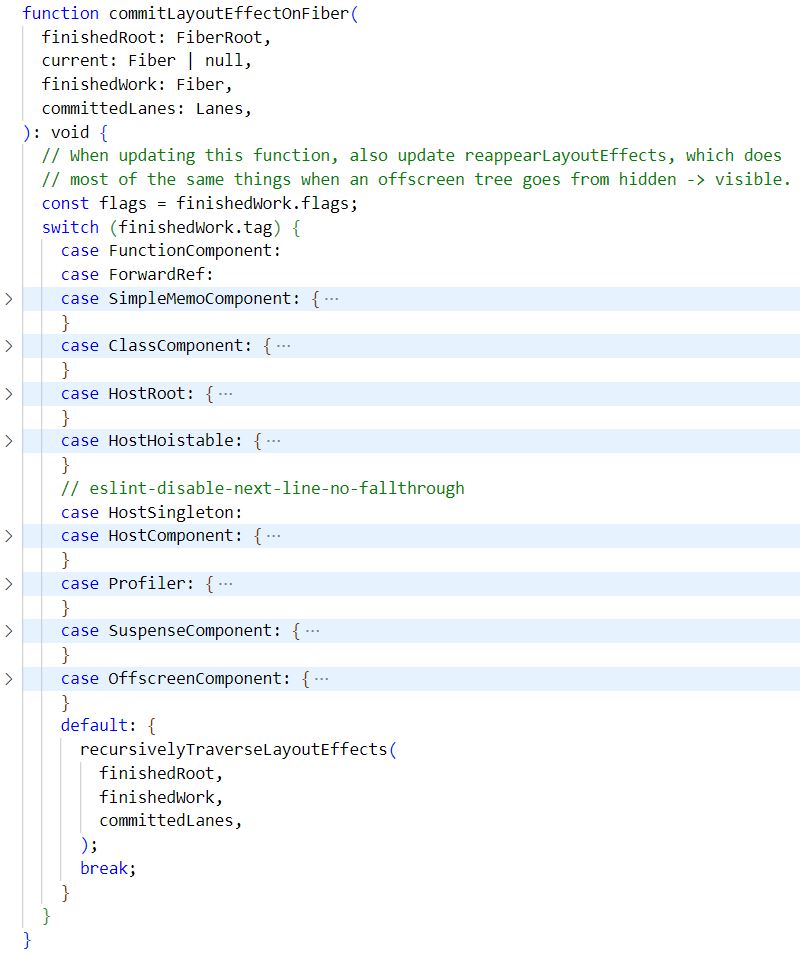 function commitLayoutEffectOnFiber(
finishedRoot: FiberRoot,
current: Fiber | null,
finishedWork: Fiber,
committedLanes: Lanes,
): void {
// When updating this function, also update reappearLayoutEffects, which does
// most of the same things when an offscreen tree goes from hidden -> visible.
const flags = finishedWork.flags;
switch (finishedWork.tag) {
case FunctionComponent:
case ForwardRef:
case SimpleMemoComponent: { ···
}
case ClassComponent: { ···
}
case HostRoot: { ···
}
case HostHoistable: { ···
}
// eslint-disable-next-line-no-fallthrough
case HostSingleton:
case HostComponent: { ···
}
case Profiler: { ···
}
case SuspenseComponent: { ···
}
case OffscreenComponent: { ···
}
default: {
recursivelyTraverseLayoutEffects(
finishedRoot,
finishedWork,
committedLanes,
);
break;
}
}
}